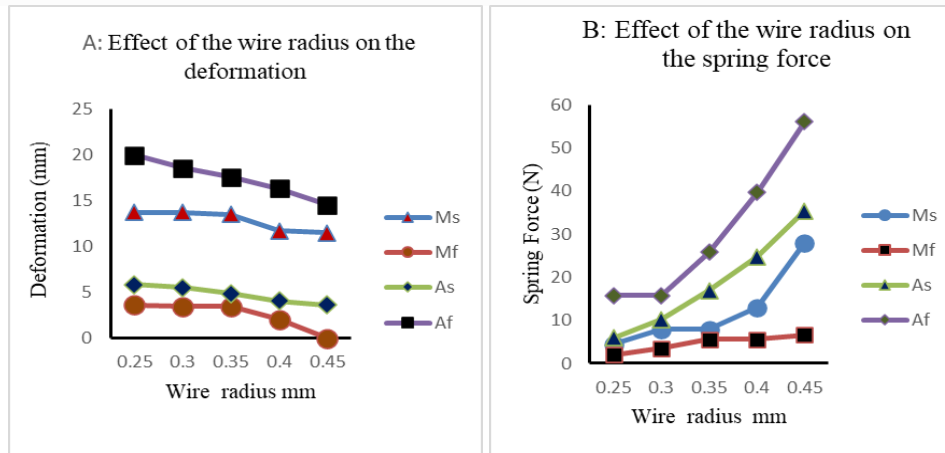 A: Effect of the wire radius on the
deformation
25
20
15
10
5
0
Deformation (mm)
0.25 0.3 0.35 0.4 0.45
Wire radius mm
Ms
Mf
As
Af
B: Effect of the wire radius on
the spring force
60
50
40
30
20
10
0
Spring Force (N)
0.25 0.3 0.35 0.4 0.45
Wire radius mm
Ms
Mf
As
Af